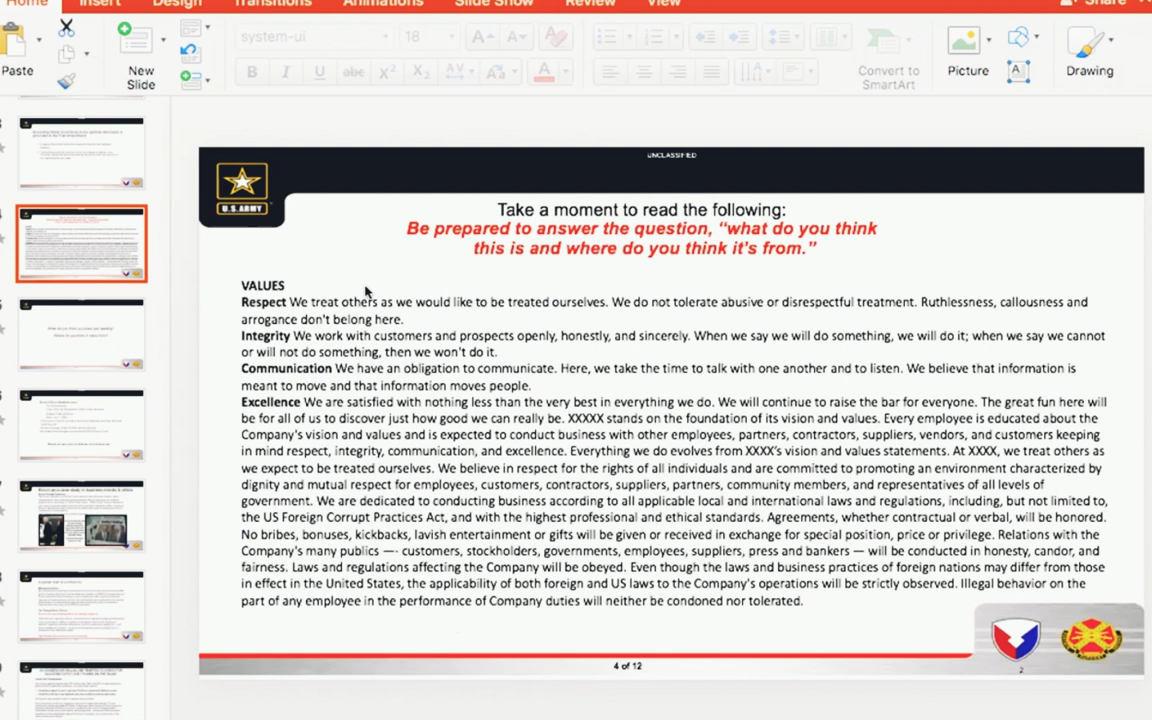 Home Insert Design Transitions Animations Slide Show Review View Share
system-ui 18
Paste New Slide B I U abc X² X₂ AV Aa A Convert to SmartArt Picture Drawing
UNCLASSIFIED
U.S. ARMY
Take a moment to read the following:
Be prepared to answer the question, “what do you think
this is and where do you think it's from.”
VALUES
Respect We treat others as we would like to be treated ourselves. We do not tolerate abusive or disrespectful treatment. Ruthlessness, callousness and
arrogance don't belong here.
Integrity We work with customers and prospects openly, honestly, and sincerely. When we say we will do something, we will do it; when we say we cannot
or will not do something, then we won't do it.
Communication We have an obligation to communicate. Here, we take the time to talk with one another and to listen. We believe that information is
meant to move and that information moves people.
Excellence We are satisfied with nothing less than the very best in everything we do. We will continue to raise the bar for everyone. The great fun here will
be for all of us to discover just how good we can really be. XXXXX stands on the foundation of its vision and values. Every employee is educated about the
Company's vision and values and is expected to conduct business with other employees, partners, contractors, suppliers, vendors, and customers keeping
in mind respect, integrity, communication, and excellence. Everything we do evolves from XXXX's vision and values statements. At XXXX, we treat others as
we expect to be treated ourselves. We believe in respect for the rights of all individuals and are committed to promoting an environment characterized by
dignity and mutual respect for employees, customers, contractors, suppliers, partners, community members, and representatives of all levels of
government. We are dedicated to conducting business according to all applicable local and international laws and regulations, including, but not limited to,
the US Foreign Corrupt Practices Act, and with the highest professional and ethical standards. Agreements, whether contractual or verbal, will be honored.
No bribes, bonuses, kickbacks, lavish entertainment or gifts will be given or received in exchange for special position, price or privilege. Relations with the
Company's many publics —- customers, stockholders, governments, employees, suppliers, press and bankers — will be conducted in honesty, candor, and
fairness. Laws and regulations affecting the Company will be obeyed. Even though the laws and business practices of foreign nations may differ from those
in effect in the United States, the applicability of both foreign and US laws to the Company's operations will be strictly observed. Illegal behavior on the
part of any employee in the performance of Company duties will neither be condoned nor tolerated.
4 of 12
2